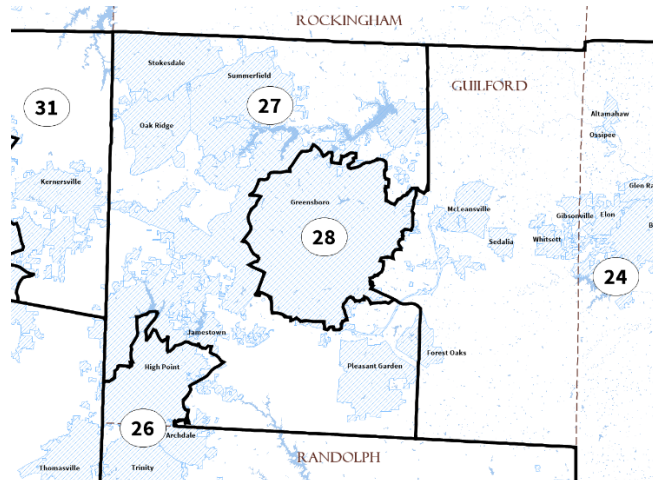 ROCKINGHAM
Stokesdale
Summerfield
GUILFORD
27
31
Altamahaw
Oak Ridge
Ossipee
Kernersville
Glen Ra
Greensboro
McLeansville
Gibsonville
Elon
B
28
Whitsett
Sedalia
24
Jamestown
Forest Oaks
High Point
Pleasant Garden
26
Archdale
RANDOLPH
Thomasville
Trinity